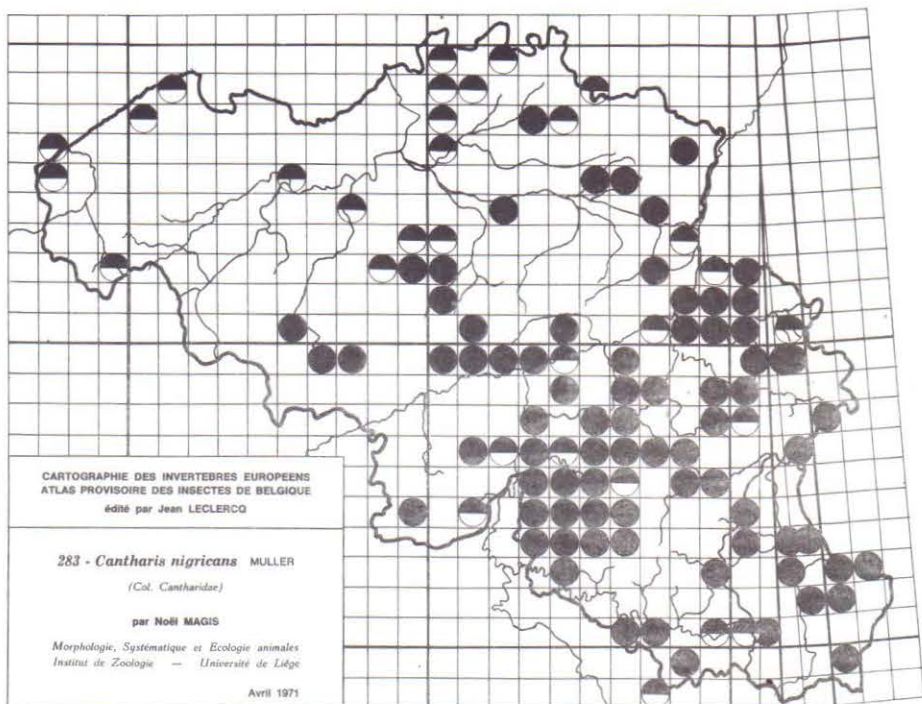 CARTOGRAPHIE DES INVERTEBRES EUROPEENS
ATLAS PROVISOIRE DES INSECTES DE BELGIQUE
édité par Jean LECLERCQ
283 - Cantharis nigricans MULLER
(Col. Cantharidae)
par Noël MAGIS
Morphologie, Systématique et Ecologie animales
Institut de Zoologie — Université de Liège
Avril 1971